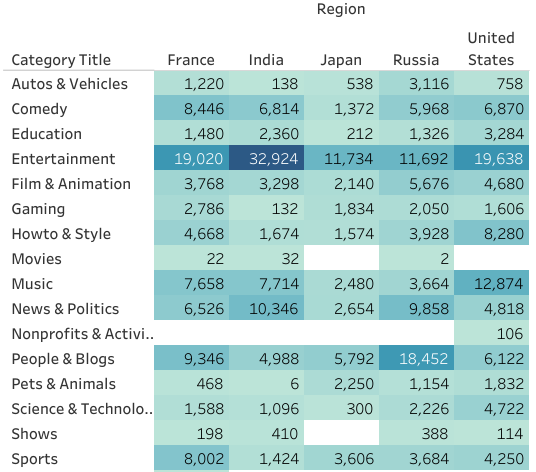 Region
Category Title France India Japan Russia United States
Autos & Vehicles 1,220 138 538 3,116 758
Comedy 8,446 6,814 1,372 5,968 6,870
Education 1,480 2,360 212 1,326 3,284
Entertainment 19,020 32,924 11,734 11,692 19,638
Film & Animation 3,768 3,298 2,140 5,676 4,680
Gaming 2,786 132 1,834 2,050 1,606
Howto & Style 4,668 1,674 1,574 3,928 8,280
Movies 22 32 2
Music 7,658 7,714 2,480 3,664 12,874
News & Politics 6,526 10,346 2,654 9,858 4,818
Nonprofits & Activi.. 106
People & Blogs 9,346 4,988 5,792 18,452 6,122
Pets & Animals 468 6 2,250 1,154 1,832
Science & Technolo.. 1,588 1,096 300 2,226 4,722
Shows 198 410 388 114
Sports 8,002 1,424 3,606 3,684 4,250